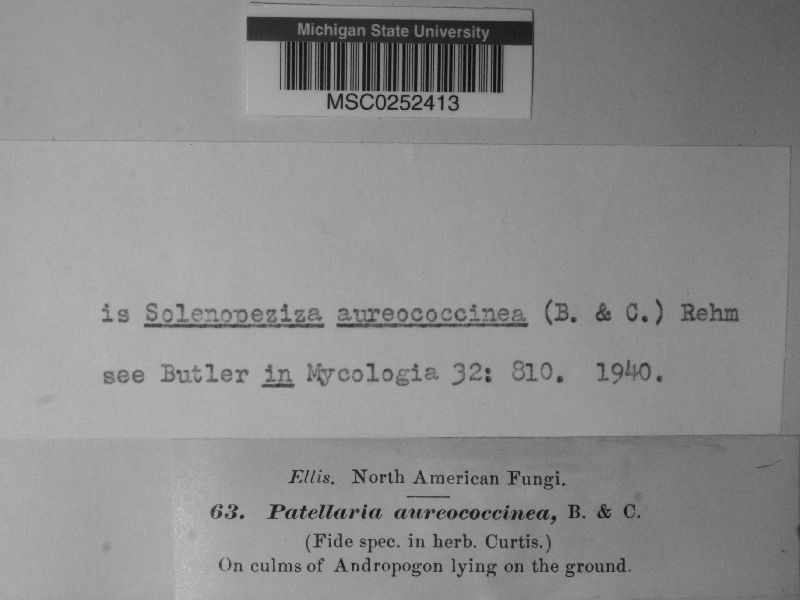 Michigan State University
MSC0252413
is Solenopeziza aureococcinea (B. & C.) Rehm
see Butler in Mycologia 32: 810. 1940.
Ellis. North American Fungi.
63. Patellaria aureococcinea, B. & C.
(Fide spec. in herb. Curtis.)
On culms of Andropogon lying on the ground.